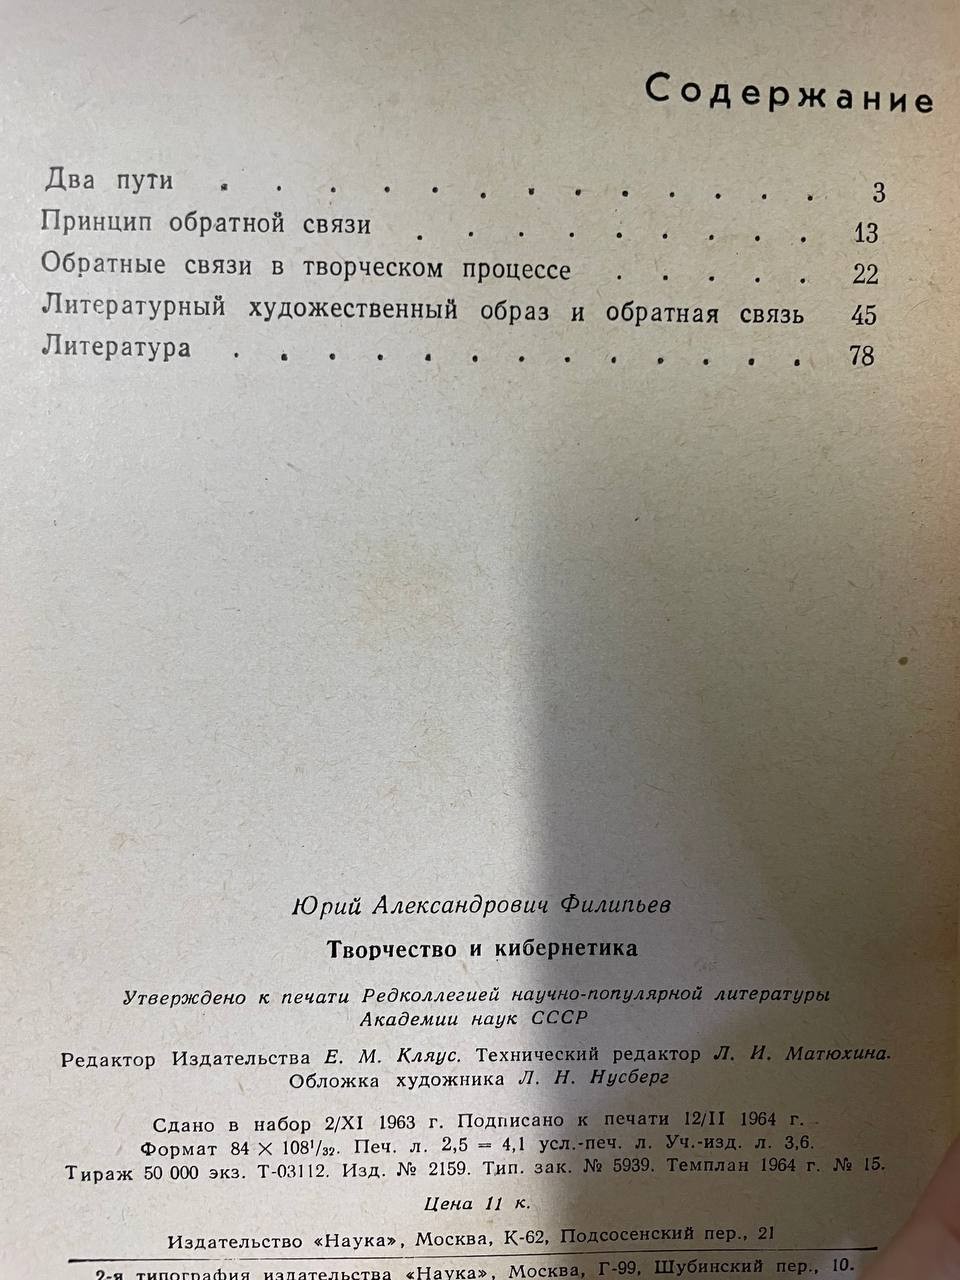 Содержание
Два пути . . . . . . . . . . . . 3
Принцип обратной связи . . . . . . . . . 13
Обратные связи в творческом процессе . . . . . 22
Литературный художественный образ и обратная связь 45
Литература . . . . . . . . . . . . . 78
Юрий Александрович Филипьев
Творчество и кибернетика
Утверждено к печати Редколлегией научно-популярной литературы
Академии наук СССР
Редактор Издательства Е. М. Кляус. Технический редактор Л. И. Матюхина.
Обложка художника Л. Н. Нусберг
Сдано в набор 2/XI 1963 г. Подписано к печати 12/II 1964 г.
Формат 84 × 108¹/₃₂. Печ. л. 2,5 = 4,1 усл.-печ. л. Уч.-изд. л. 3,6.
Тираж 50 000 экз. Т-03112. Изд. № 2159. Тип. зак. № 5939. Темплан 1964 г. № 15.
Цена 11 к.
Издательство «Наука», Москва, К-62, Подсосенский пер., 21
2-я типография издательства «Наука», Москва, Г-99, Шубинский пер., 10.